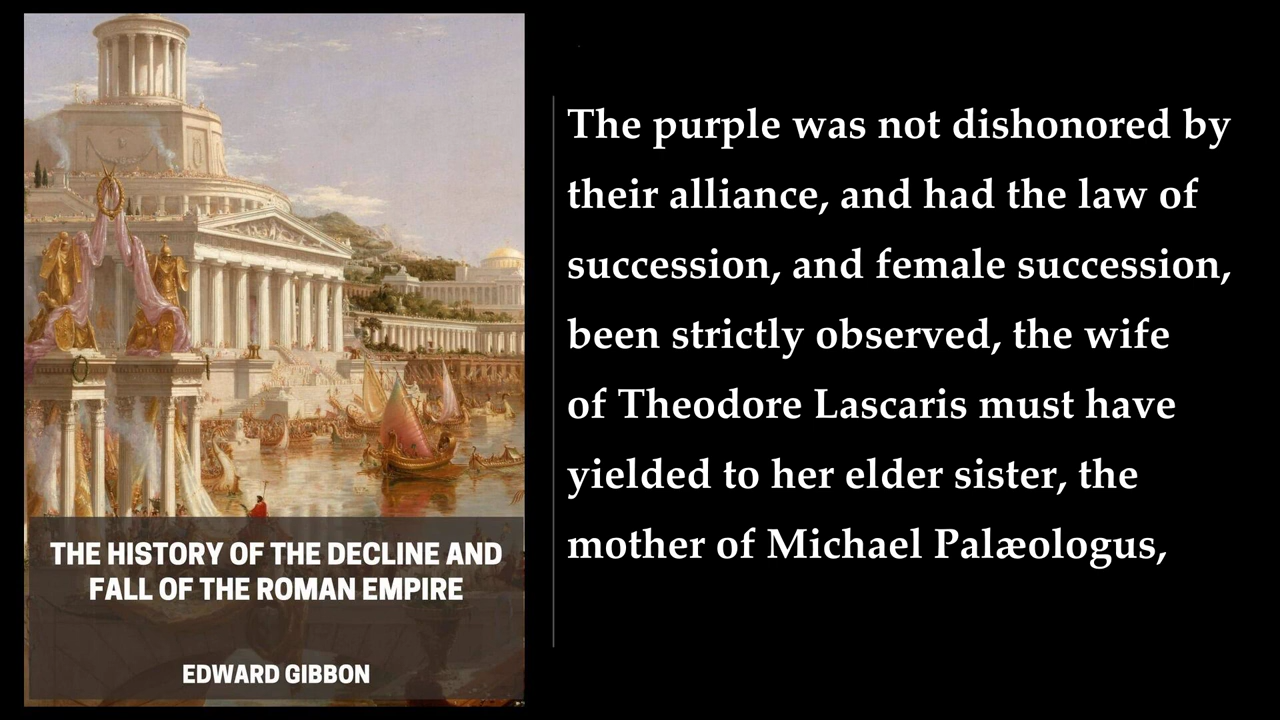 THE HISTORY OF THE DECLINE AND
FALL OF THE ROMAN EMPIRE
EDWARD GIBBON
The purple was not dishonored by
their alliance, and had the law of
succession, and female succession,
been strictly observed, the wife
of Theodore Lascaris must have
yielded to her elder sister, the
mother of Michael Palæologus,